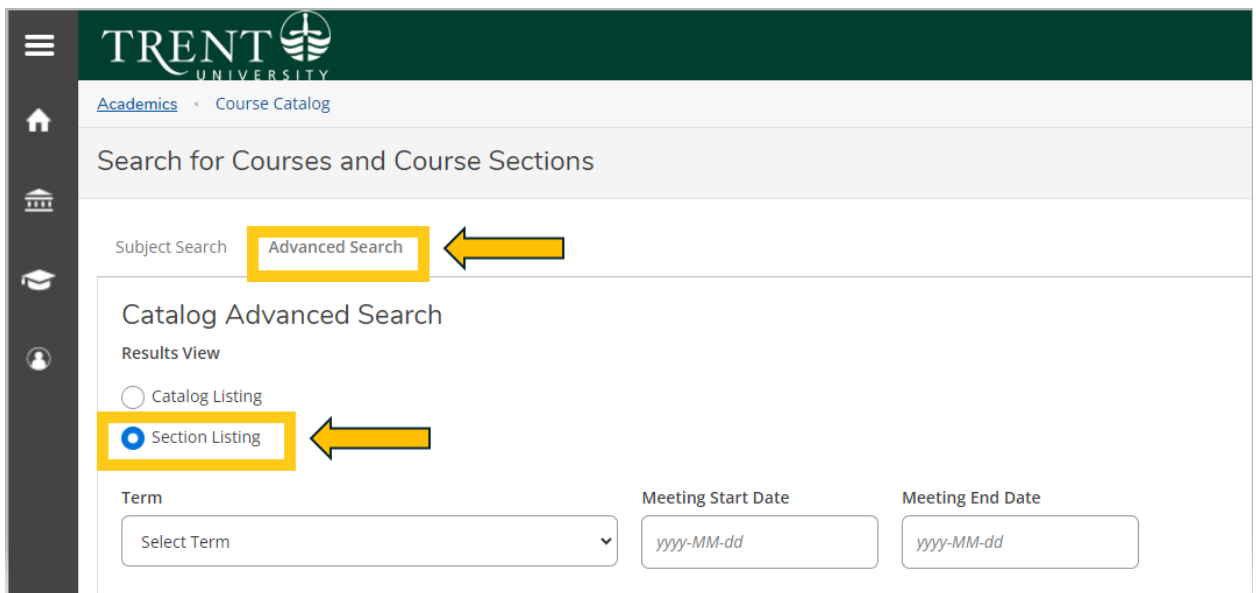 TRENT
UNIVERSITY
Academics · Course Catalog
Search for Courses and Course Sections
Subject Search Advanced Search
Catalog Advanced Search
Results View
Catalog Listing
Section Listing
Term Meeting Start Date Meeting End Date
Select Term yyyy-MM-dd yyyy-MM-dd